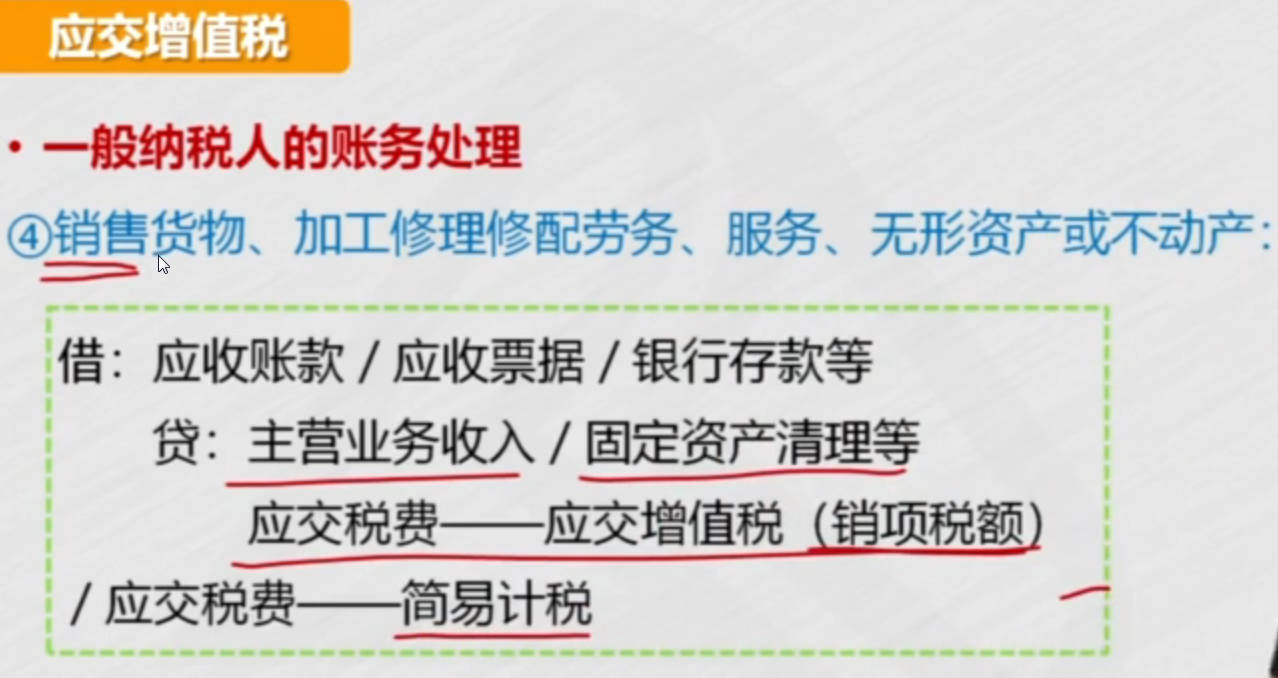 应交增值税
·一般纳税人的账务处理
④销售货物、加工修理修配劳务、服务、无形资产或不动产：
借：应收账款 / 应收票据 / 银行存款等
贷：主营业务收入 / 固定资产清理等
应交税费——应交增值税（销项税额）
/ 应交税费——简易计税